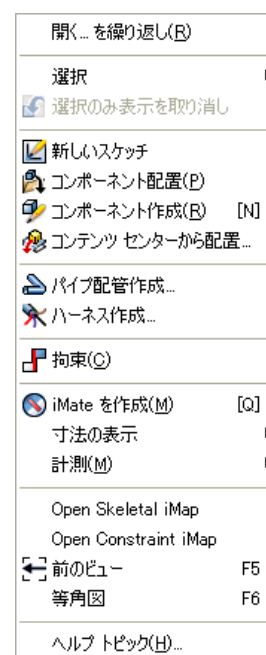 開く... を繰り返し(R)
選択
選択のみ表示を取り消し
新しいスケッチ
コンポーネント配置(P)
コンポーネント作成(R) [N]
コンテンツ センターから配置...
パイプ配管作成...
ハーネス作成...
拘束(C)
iMate を作成(M) [Q]
寸法の表示
計測(M)
Open Skeletal iMap
Open Constraint iMap
前のビュー F5
等角図 F6
ヘルプ トピック(H)...